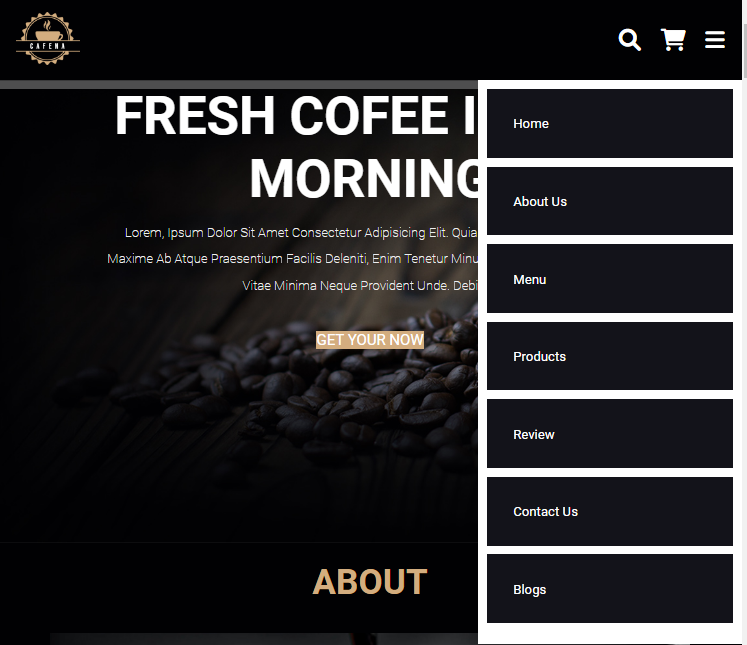 CAFENA
FRESH COFEE I
MORNING
Lorem, Ipsum Dolor Sit Amet Consectetur Adipisicing Elit. Quia
Maxime Ab Atque Praesentium Facilis Deleniti, Enim Tenetur Minu
Vitae Minima Neque Provident Unde. Debi
GET YOUR NOW
ABOUT
Home
About Us
Menu
Products
Review
Contact Us
Blogs